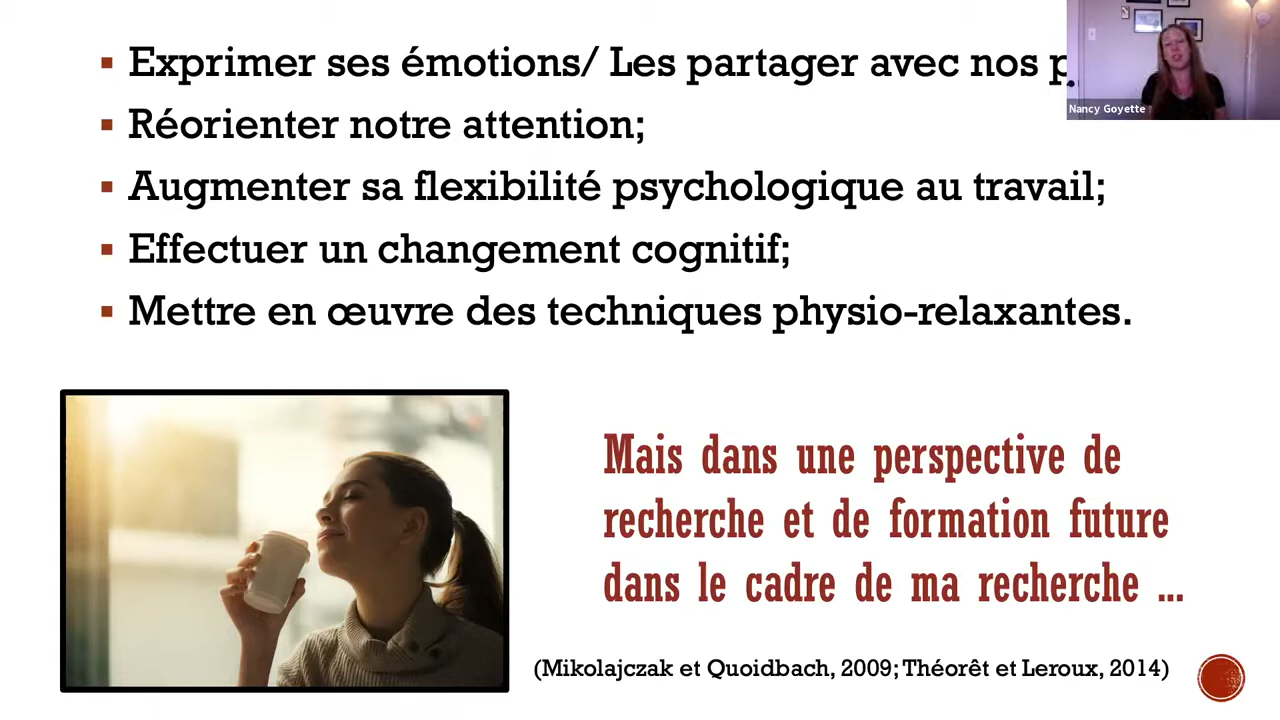 ▪ Exprimer ses émotions/ Les partager avec nos
▪ Réorienter notre attention;
▪ Augmenter sa flexibilité psychologique au travail;
▪ Effectuer un changement cognitif;
▪ Mettre en œuvre des techniques physio-relaxantes.
Nancy Goyette
Mais dans une perspective de
recherche et de formation future
dans le cadre de ma recherche ...
(Mikolajczak et Quoidbach, 2009; Théorêt et Leroux, 2014)